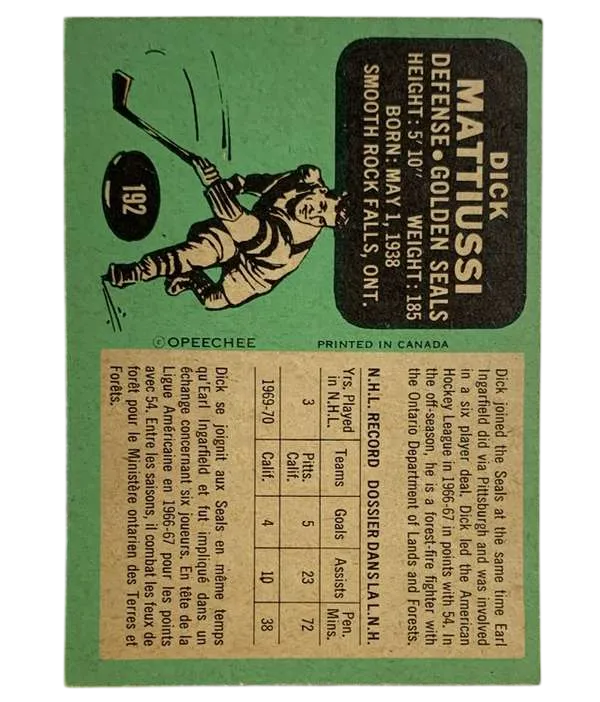 DICK
MATTIUSSI
DEFENSE • GOLDEN SEALS
HEIGHT: 5' 10" WEIGHT: 185
BORN: MAY 1, 1938
SMOOTH ROCK FALLS, ONT.
192
© OPEECHEE PRINTED IN CANADA
Dick joined the Seals at the same time Earl
Ingarfield did via Pittsburgh and was involved
in a six player deal. Dick led the American
Hockey League in 1966-67 in points with 54. In
the off-season, he is a forest-fire fighter with
the Ontario Department of Lands and Forests.
N.H.L. RECORD DOSSIER DANS LA L.N.H.
Yrs. Played in N.H.L. Teams Goals Assists Pen. Mins.
3 Pitts. Calif. 5 23 72
1969-70 Calif. 4 10 38
Dick se joignit aux Seals en même temps
qu'Earl Ingarfield et fut impliqué dans un
échange concernant six joueurs. En tête de la
Ligue Américaine en 1966-67 pour les points
avec 54. Entre les saisons, il combat les feux de
forêt pour le Ministère ontarien des Terres et
Forêts.